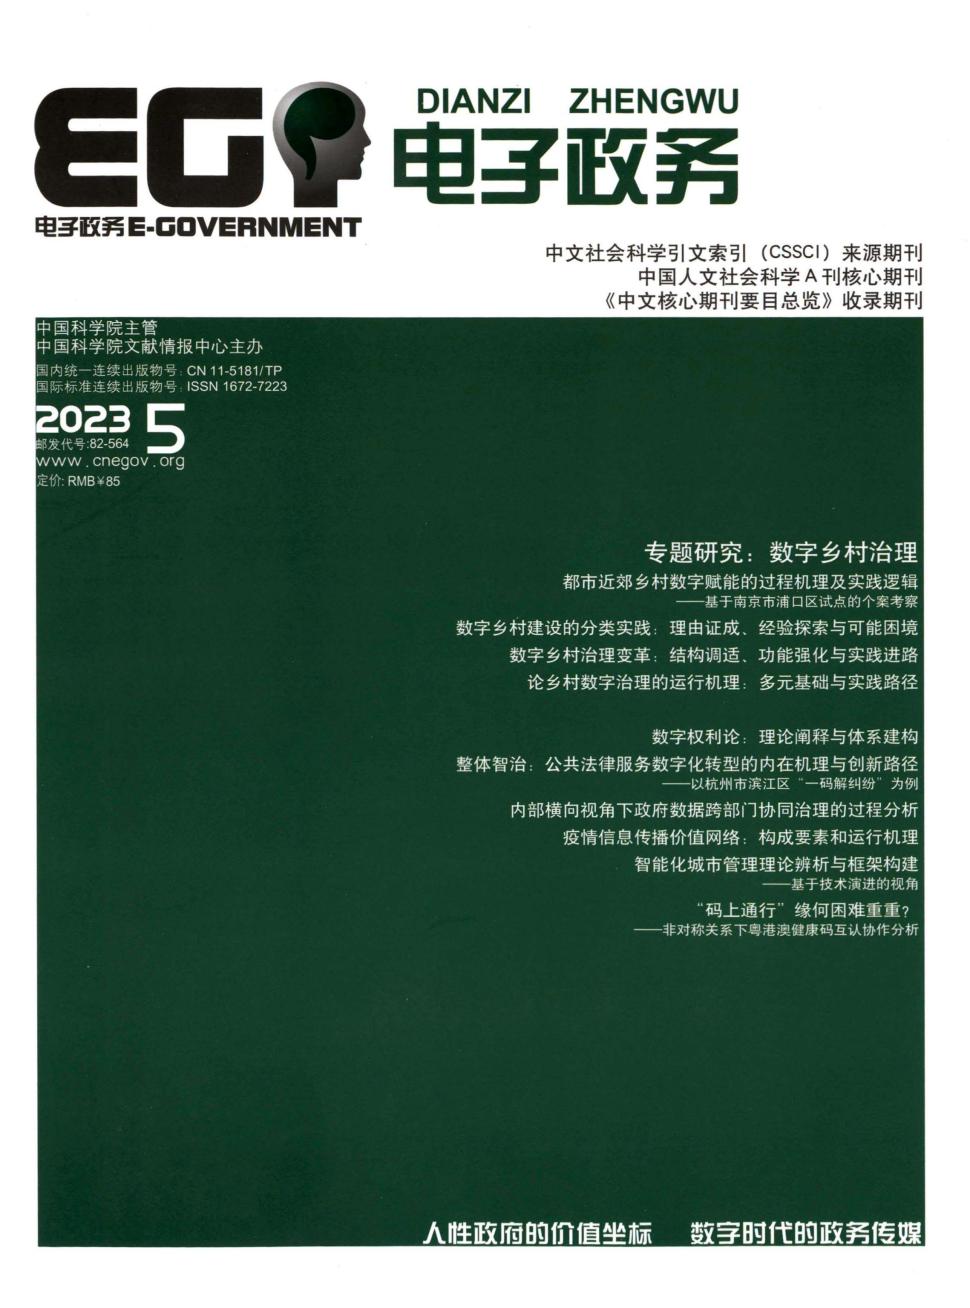 EG
DIANZI ZHENGWU
电子政务
电子政务E-GOVERNMENT
中文社会科学引文索引（CSSCI）来源期刊
中国人文社会科学A刊核心期刊
《中文核心期刊要目总览》收录期刊
中国科学院主管
中国科学院文献情报中心主办
国内统一连续出版物号：CN 11-5181/TP
国际标准连续出版物号：ISSN 1672-7223
2023 5
邮发代号:82-564
www.cnegov.org
定价: RMB¥85
专题研究：数字乡村治理
都市近郊乡村数字赋能的过程机理及实践逻辑
——基于南京市浦口区试点的个案考察
数字乡村建设的分类实践：理由证成、经验探索与可能困境
数字乡村治理变革：结构调适、功能强化与实践进路
论乡村数字治理的运行机理：多元基础与实践路径
数字权利论：理论阐释与体系建构
整体智治：公共法律服务数字化转型的内在机理与创新路径
——以杭州市滨江区“一码解纠纷”为例
内部横向视角下政府数据跨部门协同治理的过程分析
疫情信息传播价值网络：构成要素和运行机理
智能化城市管理理论辨析与框架构建
——基于技术演进的视角
“码上通行”缘何困难重重？
——非对称关系下粤港澳健康码互认协作分析
人性政府的价值坐标 数字时代的政务传媒